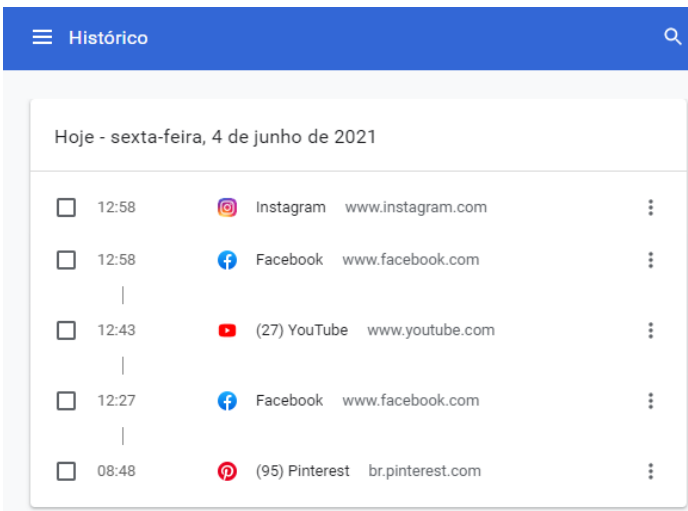 Histórico
Hoje - sexta-feira, 4 de junho de 2021
12:58 Instagram www.instagram.com
12:58 Facebook www.facebook.com
12:43 (27) YouTube www.youtube.com
12:27 Facebook www.facebook.com
08:48 (95) Pinterest br.pinterest.com